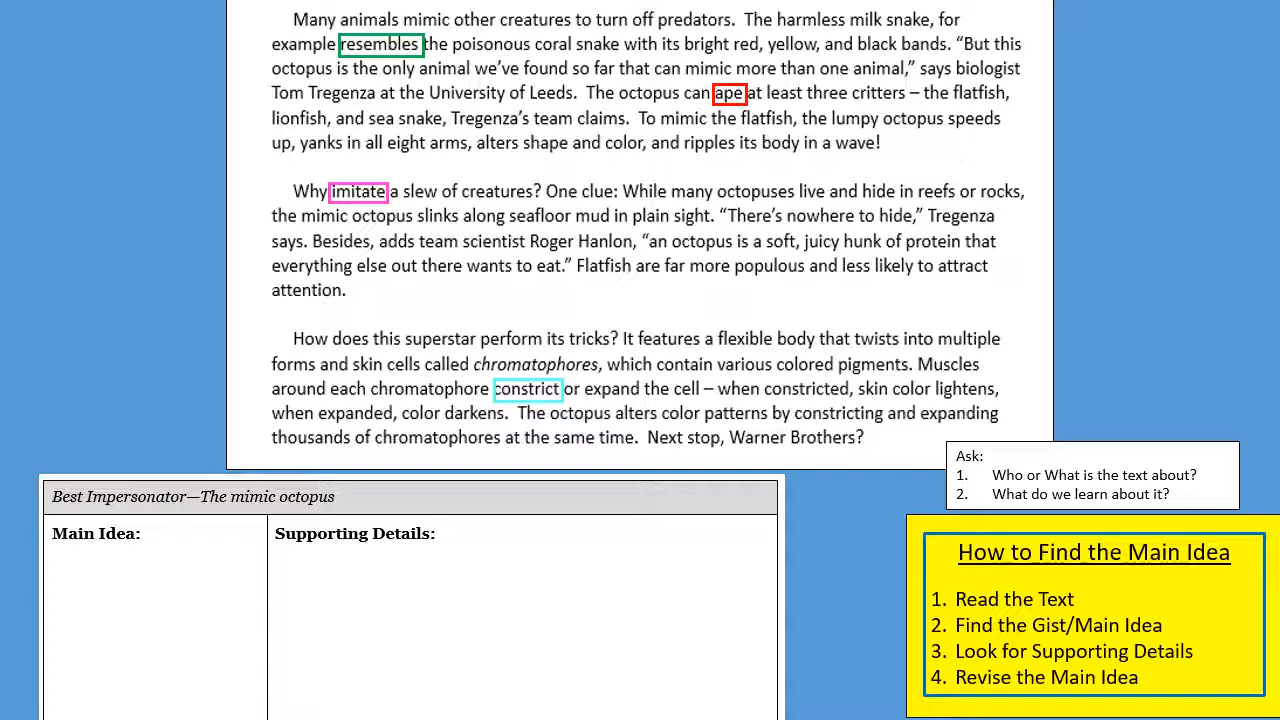 Many animals mimic other creatures to turn off predators.  The harmless milk snake, for
example resembles the poisonous coral snake with its bright red, yellow, and black bands. “But this
octopus is the only animal we’ve found so far that can mimic more than one animal,” says biologist
Tom Tregenza at the University of Leeds.  The octopus can ape at least three critters – the flatfish,
lionfish, and sea snake, Tregenza’s team claims.  To mimic the flatfish, the lumpy octopus speeds
up, yanks in all eight arms, alters shape and color, and ripples its body in a wave!
Why imitate a slew of creatures? One clue: While many octopuses live and hide in reefs or rocks,
the mimic octopus slinks along seafloor mud in plain sight. “There’s nowhere to hide,” Tregenza
says. Besides, adds team scientist Roger Hanlon, “an octopus is a soft, juicy hunk of protein that
everything else out there wants to eat.” Flatfish are far more populous and less likely to attract
attention.
How does this superstar perform its tricks? It features a flexible body that twists into multiple
forms and skin cells called chromatophores, which contain various colored pigments. Muscles
around each chromatophore constrict or expand the cell – when constricted, skin color lightens,
when expanded, color darkens.  The octopus alters color patterns by constricting and expanding
thousands of chromatophores at the same time.  Next stop, Warner Brothers?
Ask:
1. Who or What is the text about?
2. What do we learn about it?
Best Impersonator—The mimic octopus
Main Idea:
Supporting Details:
How to Find the Main Idea
1. Read the Text
2. Find the Gist/Main Idea
3. Look for Supporting Details
4. Revise the Main Idea